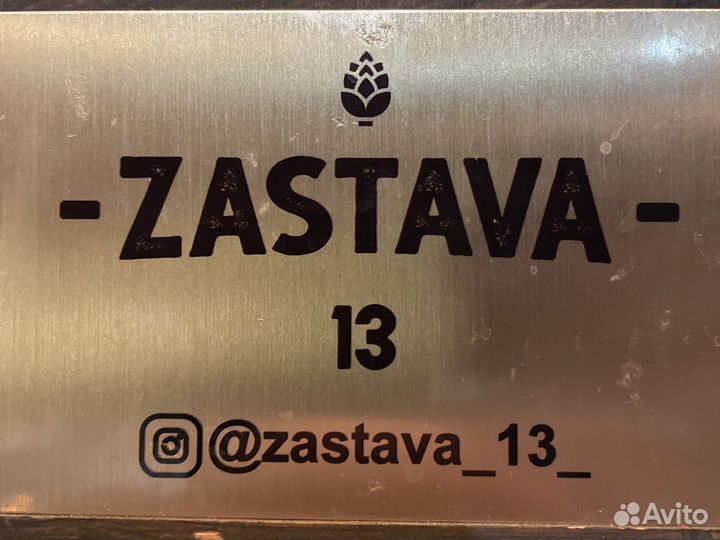 -ZASTAVA-
13
@zastava_13_
Avito